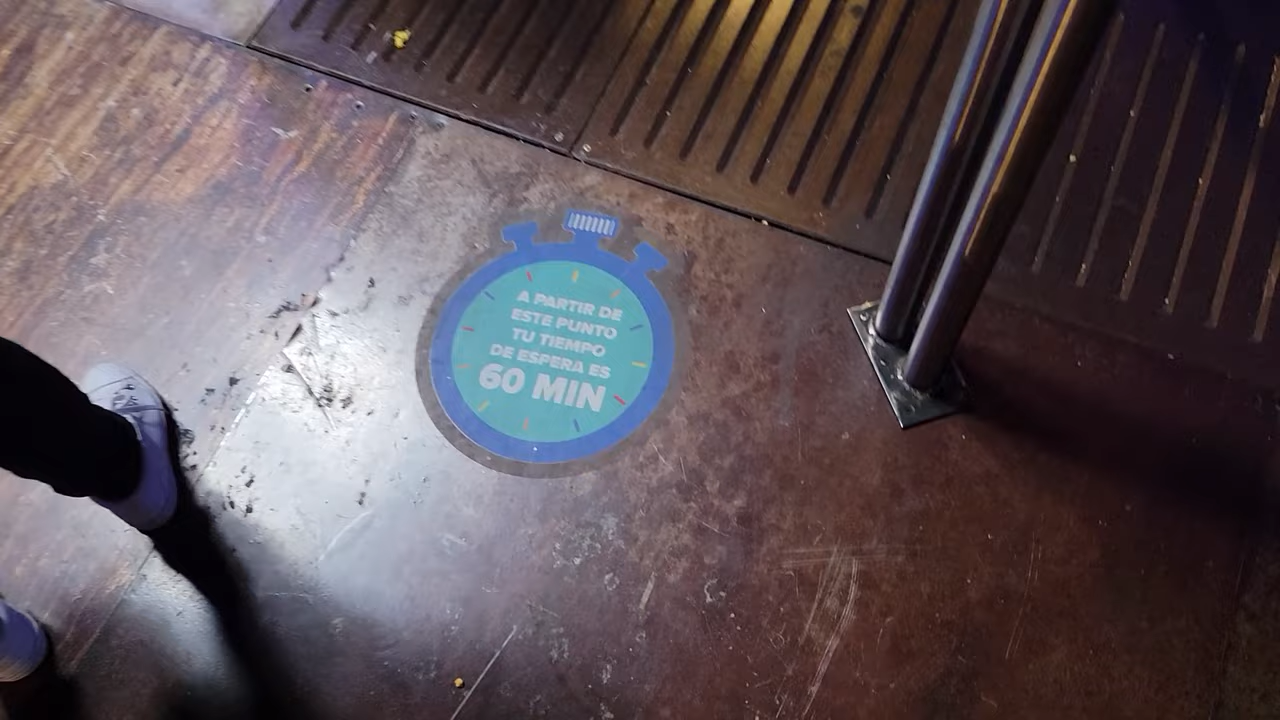 A PARTIR DE
ESTE PUNTO
TU TIEMPO
DE ESPERA ES
60 MIN